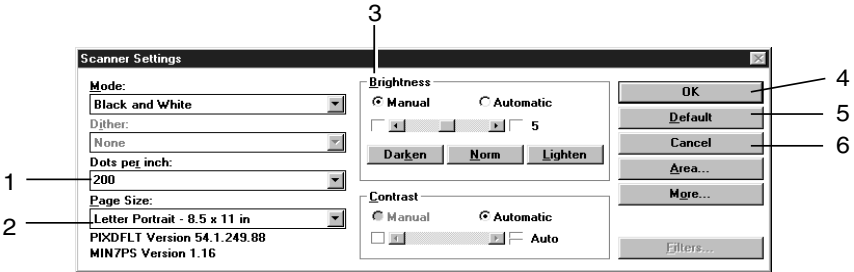 3
Scanner Settings
Mode:
Black and White
Dither:
None
Dots per inch:
1
200
Page Size:
2
Letter Portrait - 8.5 x 11 in
PIXDFLT Version 54.1.249.88
MIN7PS Version 1.16
Brightness
Manual Automatic
5
Darken Norm Lighten
Contrast
Manual Automatic
Auto
OK
4
Default
5
Cancel
6
Area...
More...
Filters...